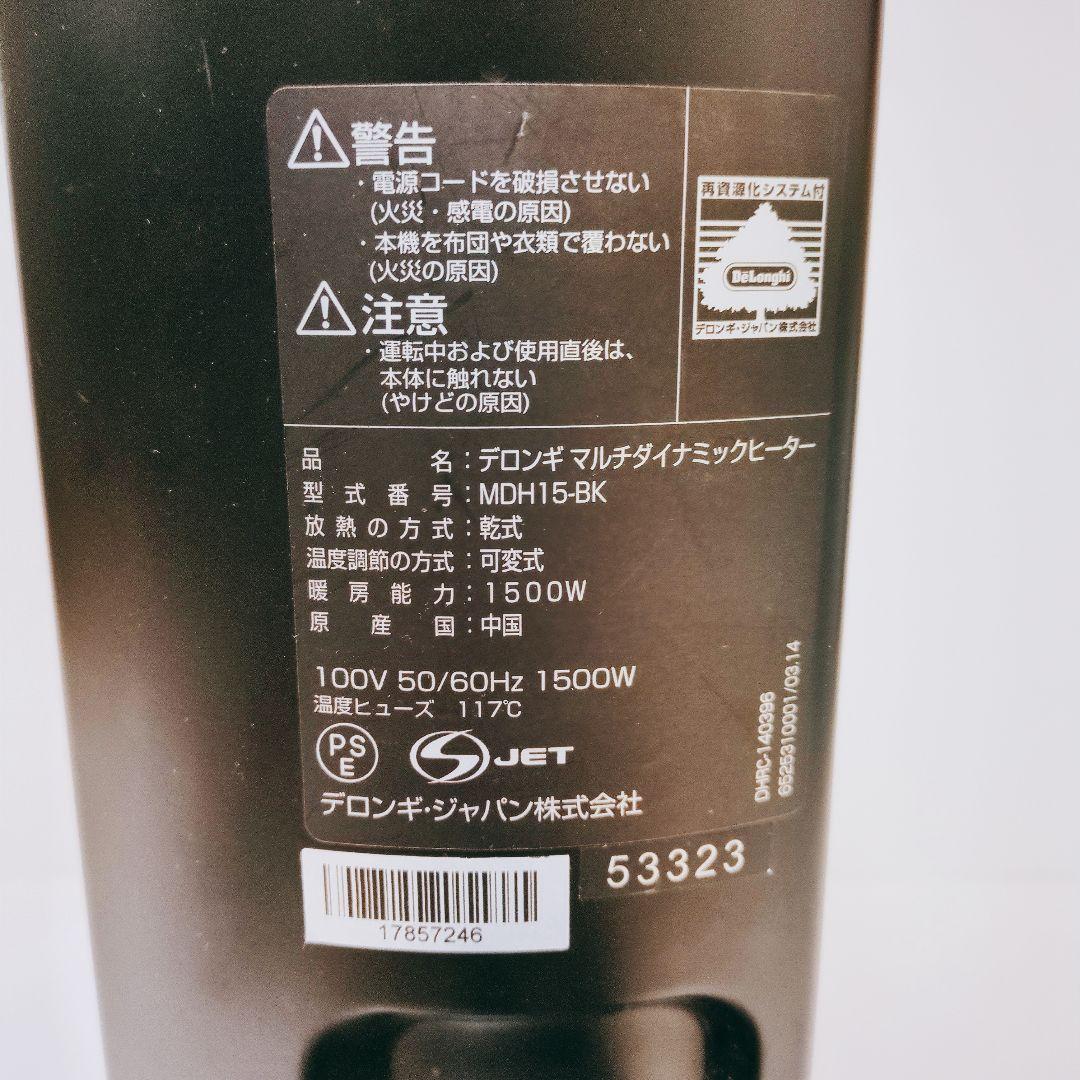 警告
・電源コードを破損させない
(火災・感電の原因)
・本機を布団や衣類で覆わない
(火災の原因)
注意
・運転中および使用直後は、
本体に触れない
(やけどの原因)
再資源化システム付
DeLonghi
デロンギ・ジャパン株式会社
品名：デロンギ マルチダイナミックヒーター
型式番号：MDH15-BK
放熱の方式：乾式
温度調節の方式：可変式
暖房能力：1500W
原産国：中国
100V 50/60Hz 1500W
温度ヒューズ 117℃
PS
E
JET
デロンギ・ジャパン株式会社
DHRC-140396
6525310001/03.14
53323
17857246